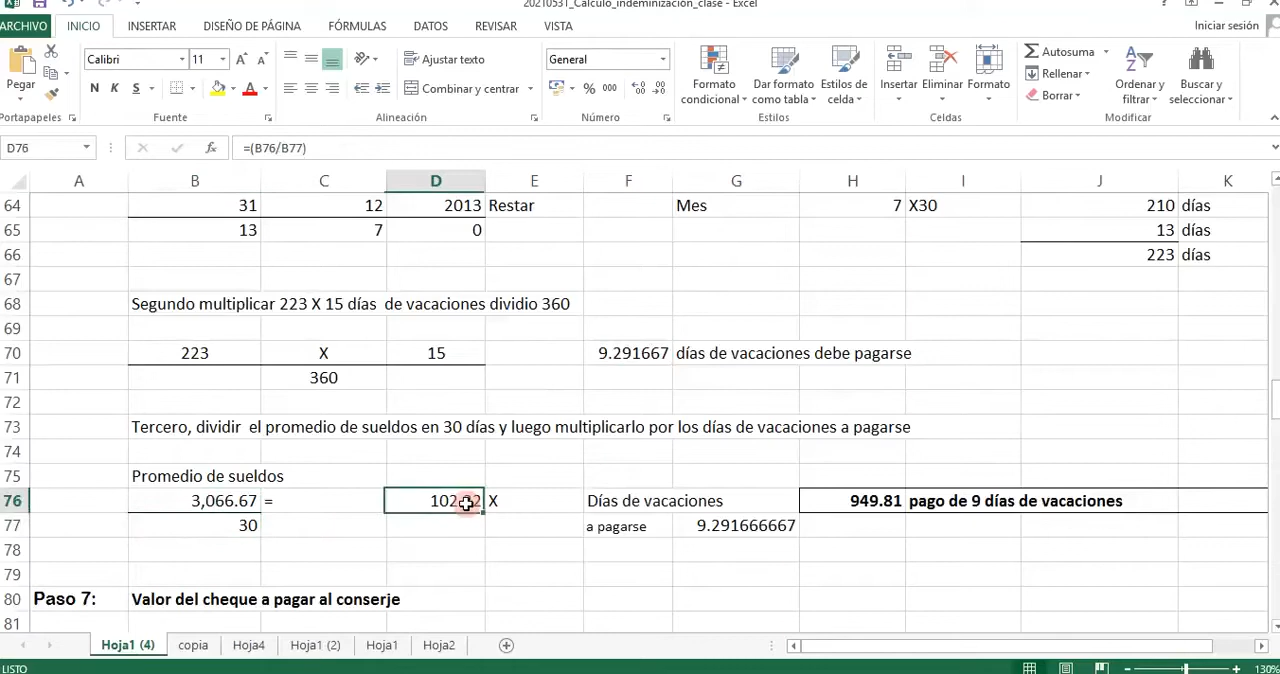 20210531_Calculo_indeminización_clase - Excel
ARCHIVO INICIO INSERTAR DISEÑO DE PÁGINA FÓRMULAS DATOS REVISAR VISTA Iniciar sesión
Pegar
Calibri 11
N K S
Ajustar texto
Combinar y centrar
General
% 000
Formato condicional
Dar formato como tabla
Estilos de celda
Insertar Eliminar Formato
Autosuma
Rellenar
Borrar
Ordenar y filtrar
Buscar y seleccionar
Portapapeles Fuente Alineación Número Estilos Celdas Modificar
D76 fx =(B76/B77)
A B C D E F G H I J K
64 31 12 2013 Restar Mes 7 X30 210 días
65 13 7 0 13 días
66 223 días
67
68 Segundo multiplicar 223 X 15 días de vacaciones dividio 360
69
70 223 X 15 9.291667 días de vacaciones debe pagarse
71 360
72
73 Tercero, dividir el promedio de sueldos en 30 días y luego multiplicarlo por los días de vacaciones a pagarse
74
75 Promedio de sueldos
76 3,066.67 = X Días de vacaciones 949.81 pago de 9 días de vacaciones
77 30 a pagarse 9.291666667
78
79
80 Paso 7: Valor del cheque a pagar al conserje
81
Hoja1 (4) copia Hoja4 Hoja1 (2) Hoja1 Hoja2
LISTO 130%